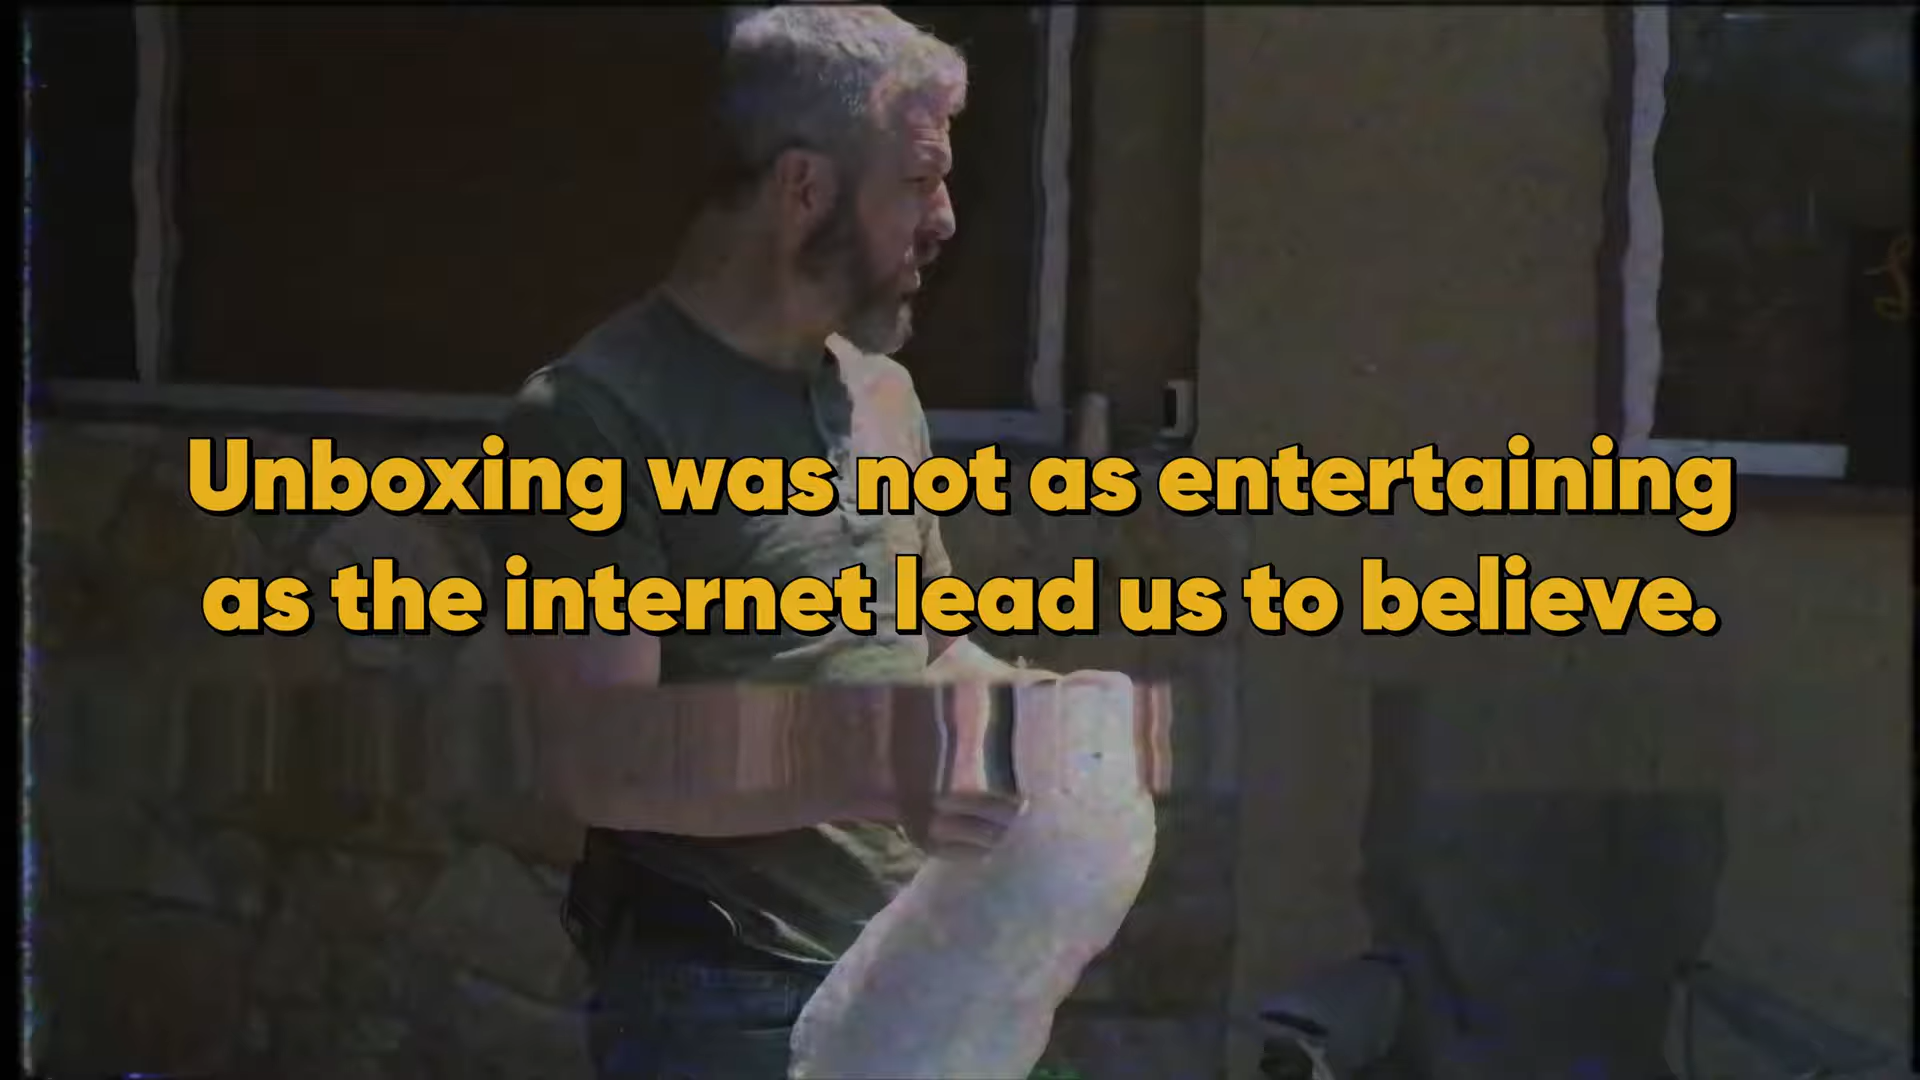 Unboxing was not as entertaining
as the internet lead us to believe.